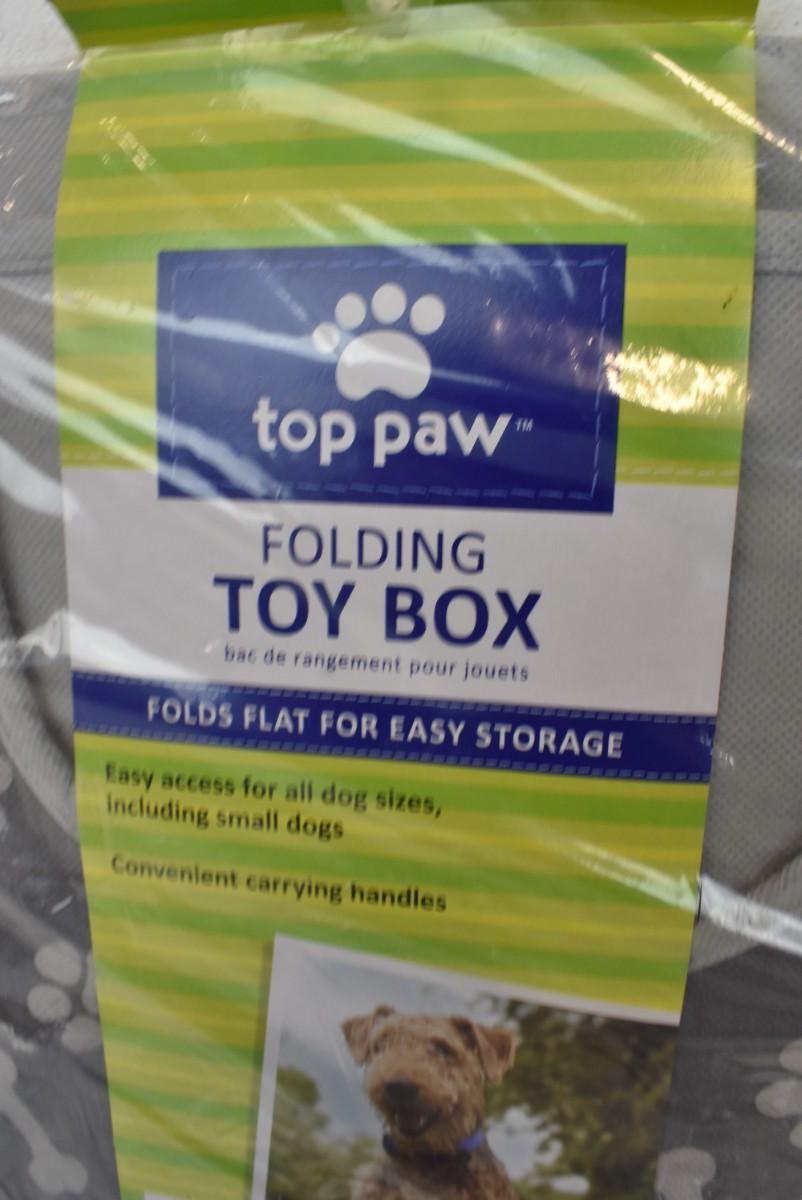 top paw™
FOLDING
TOY BOX
bac de rangement pour jouets
FOLDS FLAT FOR EASY STORAGE
Easy access for all dog sizes,
including small dogs
Convenient carrying handles